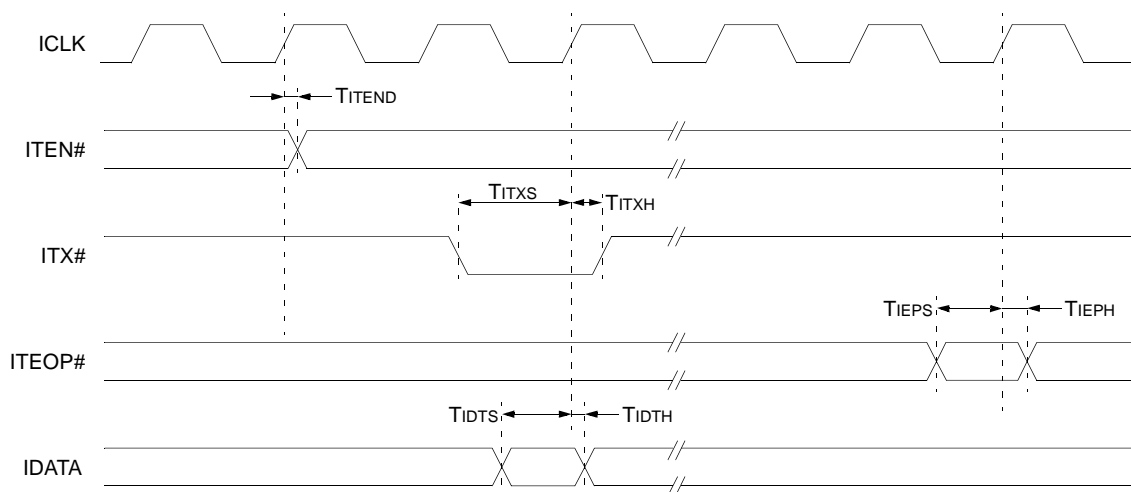 ICLK
TITEND
ITEN#
TITXS
TITXH
ITX#
TIEPS
TIEPH
ITEOP#
TIDTS
TIDTH
IDATA